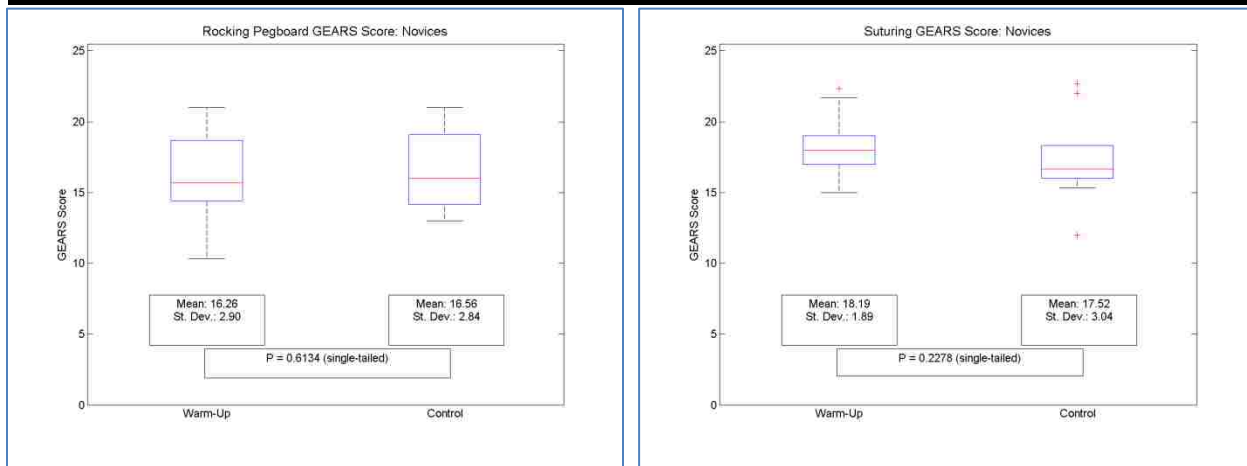 Rocking Pegboard GEARS Score: Novices
25
20
15
10
5
0
GEARS Score
Mean: 16.26
St. Dev.: 2.90
Mean: 16.56
St. Dev.: 2.84
P = 0.6134 (single-tailed)
Warm-Up
Control
Suturing GEARS Score: Novices
25
20
15
10
5
0
GEARS Score
Mean: 18.19
St. Dev.: 1.89
Mean: 17.52
St. Dev.: 3.04
P = 0.2278 (single-tailed)
Warm-Up
Control